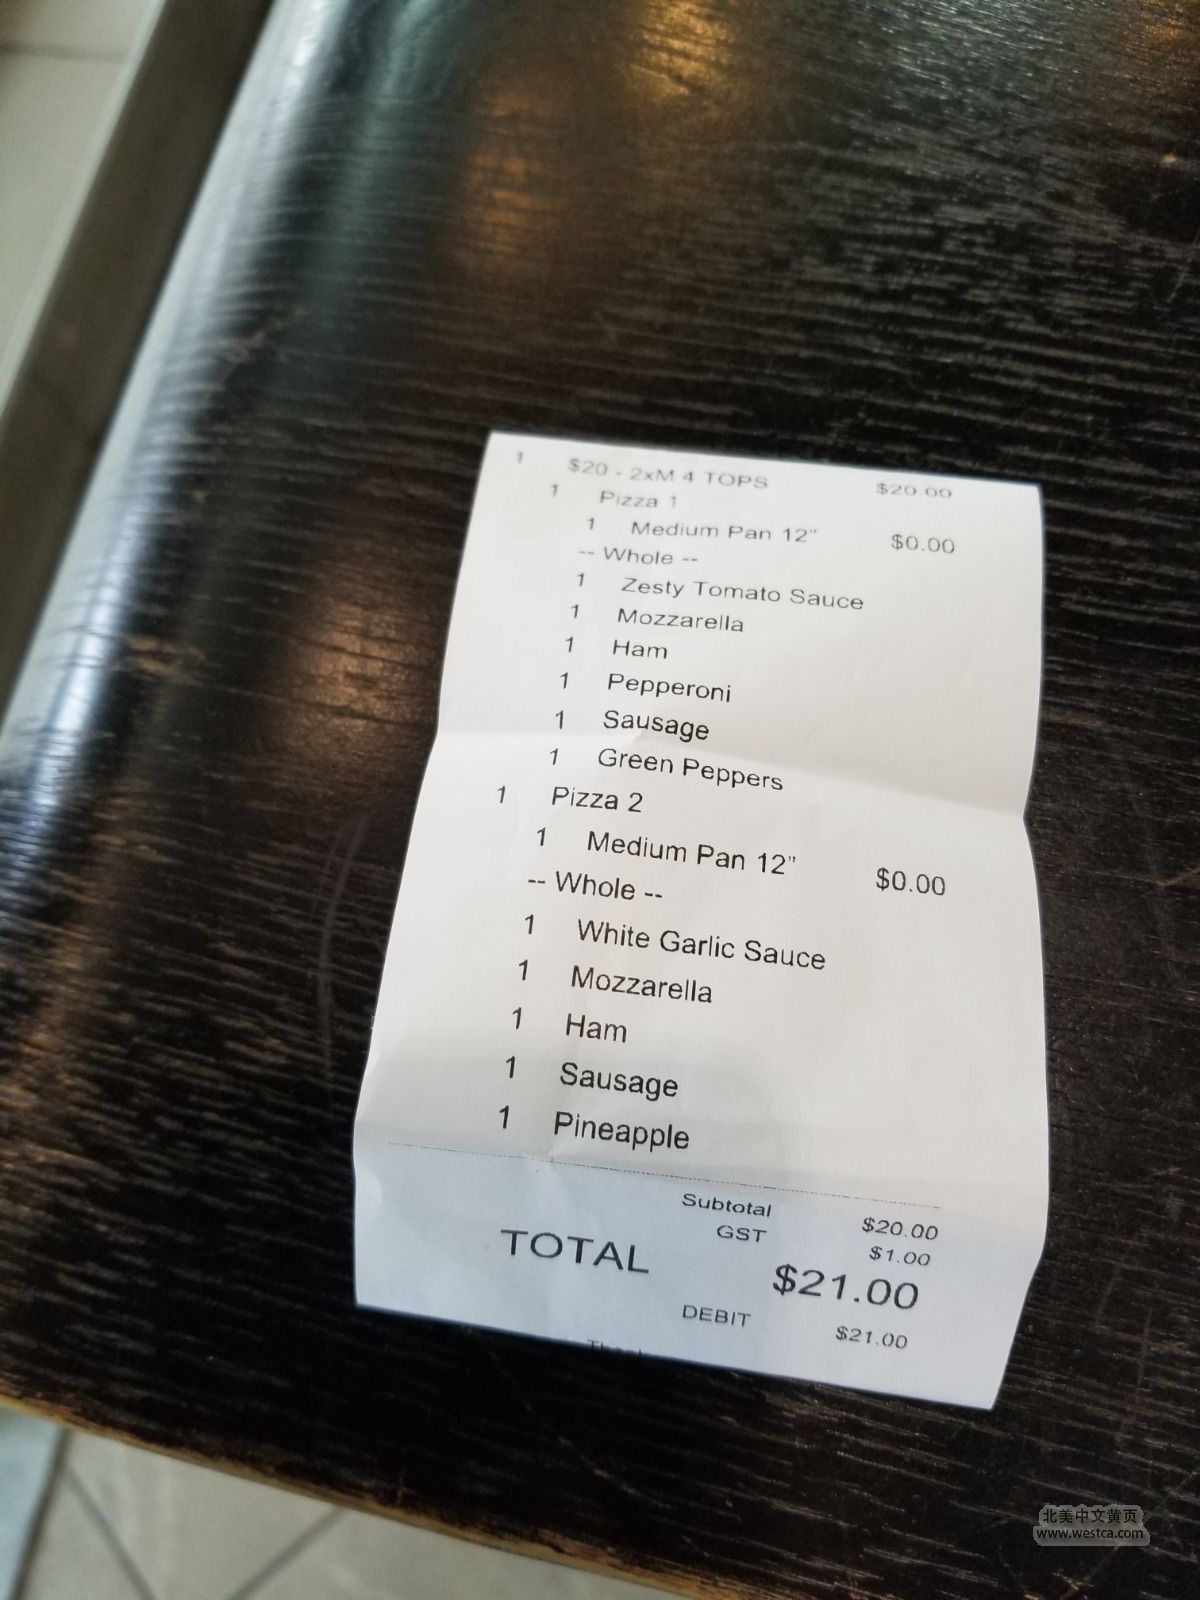 1 $20 - 2xM 4 TOPS $20.00
1 Pizza 1
1 Medium Pan 12" $0.00
-- Whole --
1 Zesty Tomato Sauce
1 Mozzarella
1 Ham
1 Pepperoni
1 Sausage
1 Green Peppers
1 Pizza 2
1 Medium Pan 12" $0.00
-- Whole --
1 White Garlic Sauce
1 Mozzarella
1 Ham
1 Sausage
1 Pineapple
Subtotal $20.00
GST $1.00
TOTAL $21.00
DEBIT $21.00
北美中文黄页
www.westca.com